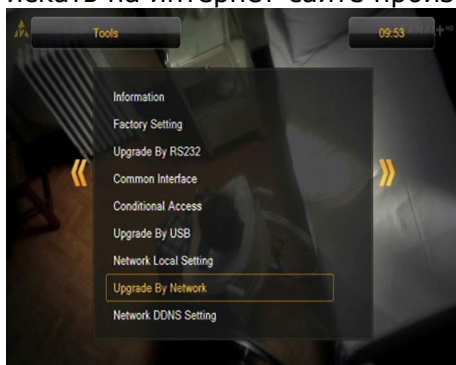 искать на интернет-сайте произ
Tools
09:53
Information
Factory Setting
Upgrade By RS232
Common Interface
Conditional Access
Upgrade By USB
Network Local Setting
Upgrade By Network
Network DDNS Setting